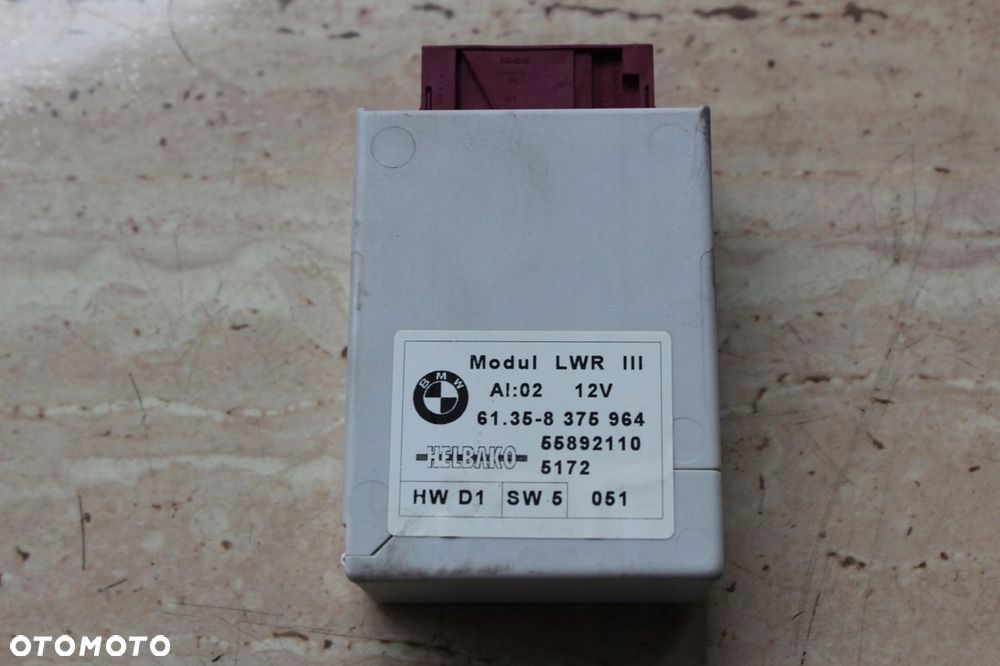 Modul LWR III
BMW
AI:02 12V
61.35-8 375 964
55892110
HELBAKO
5172
HW D1 SW 5 051
OTOMOTO